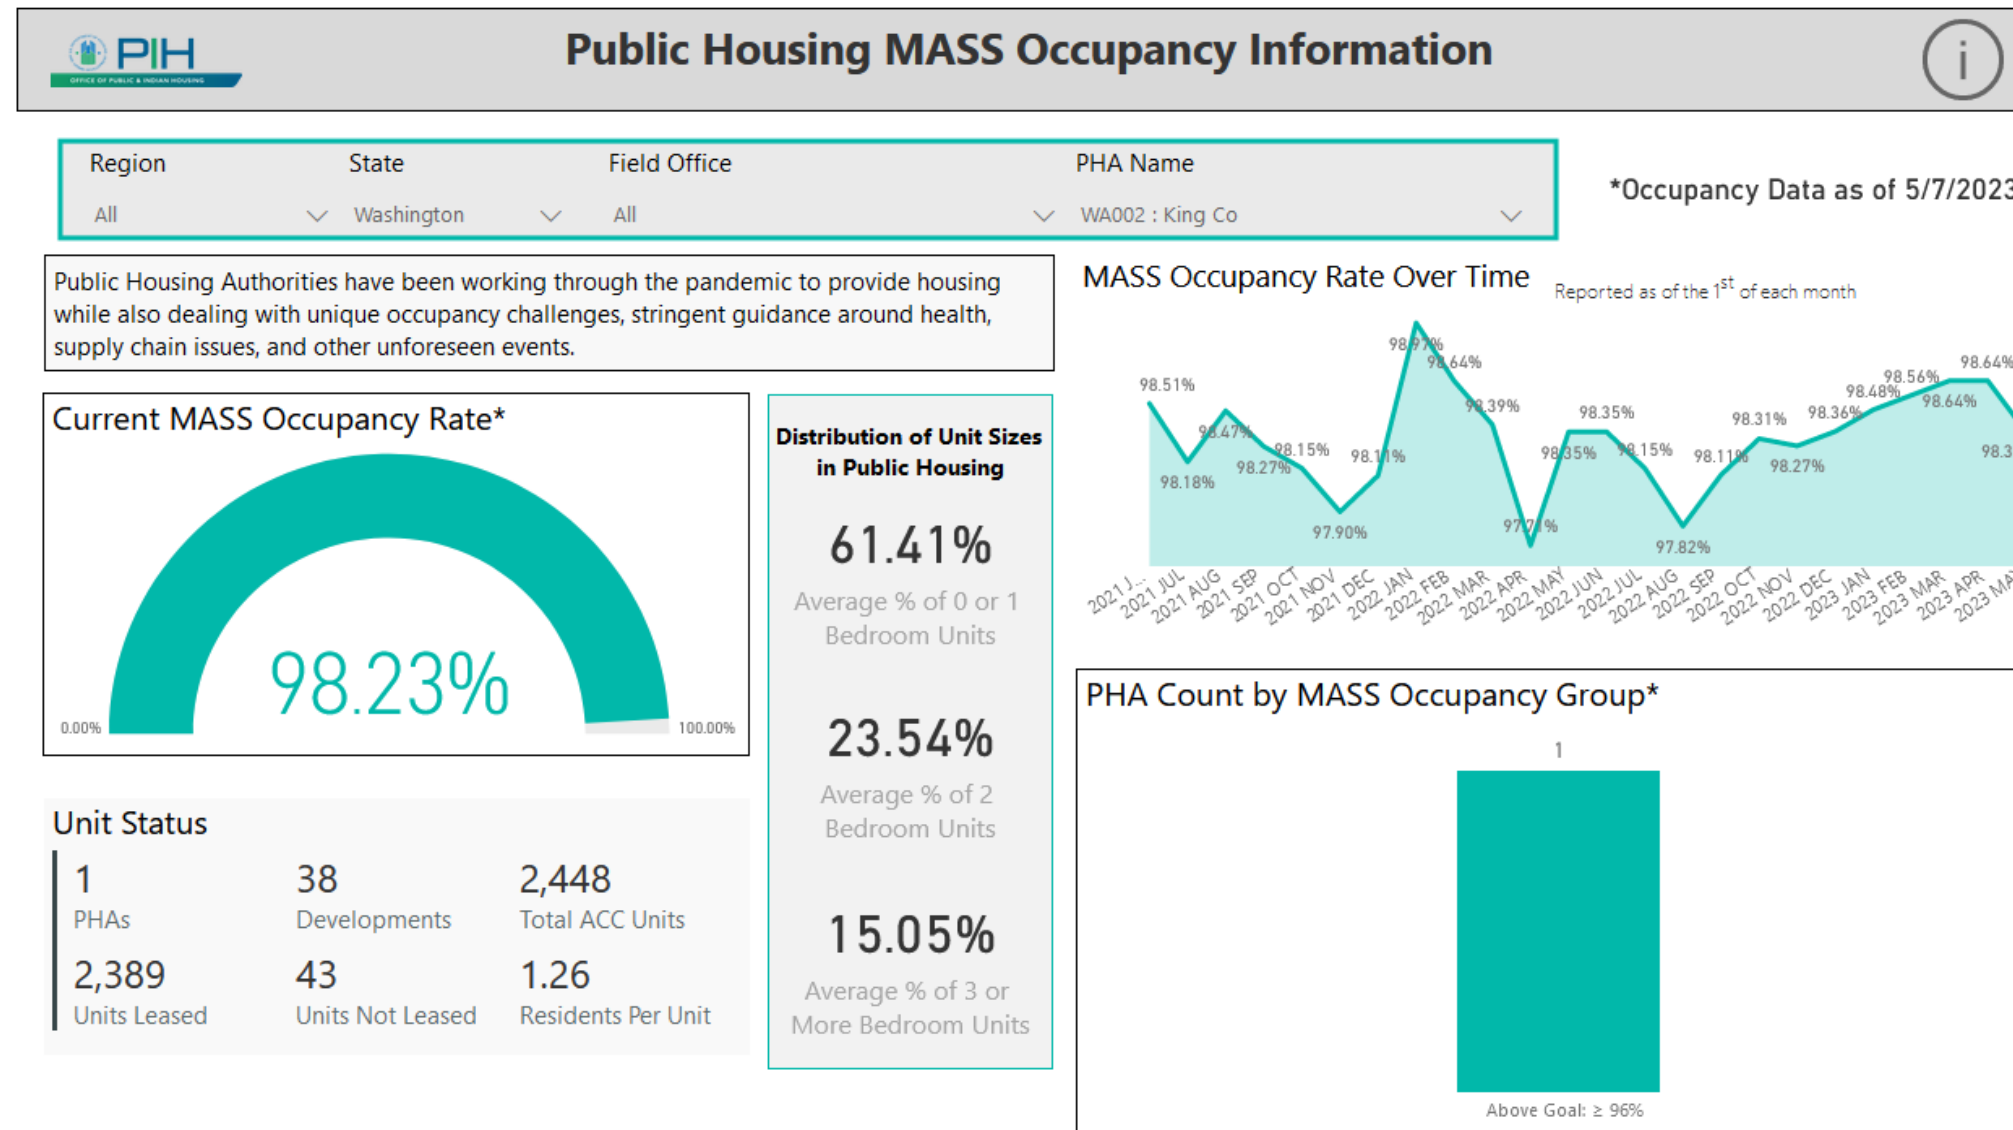 PIH
OFFICE OF PUBLIC & INDIAN HOUSING
Public Housing MASS Occupancy Information
i
Region
State
Field Office
PHA Name
All
Washington
All
WA002 : King Co
*Occupancy Data as of 5/7/2023
Public Housing Authorities have been working through the pandemic to provide housing
while also dealing with unique occupancy challenges, stringent guidance around health,
supply chain issues, and other unforeseen events.
Current MASS Occupancy Rate*
98.23%
0.00%
100.00%
Unit Status
1
38
2,448
PHAs
Developments
Total ACC Units
2,389
43
1.26
Units Leased
Units Not Leased
Residents Per Unit
Distribution of Unit Sizes
in Public Housing
61.41%
Average % of 0 or 1
Bedroom Units
23.54%
Average % of 2
Bedroom Units
15.05%
Average % of 3 or
More Bedroom Units
MASS Occupancy Rate Over Time
Reported as of the 1st of each month
98.51%
98.18%
98.47%
98.27%
98.15%
97.90%
98.11%
98.97%
98.64%
98.39%
97.71%
98.35%
98.35%
98.15%
97.82%
98.11%
98.31%
98.27%
98.36%
98.48%
98.56%
98.64%
98.64%
98.3
2021 J...
2021 JUL
2021 AUG
2021 SEP
2021 OCT
2021 NOV
2021 DEC
2022 JAN
2022 FEB
2022 MAR
2022 APR
2022 MAY
2022 JUN
2022 JUL
2022 AUG
2022 SEP
2022 OCT
2022 NOV
2022 DEC
2023 JAN
2023 FEB
2023 MAR
2023 APR
2023 MA
PHA Count by MASS Occupancy Group*
1
Above Goal: ≥ 96%